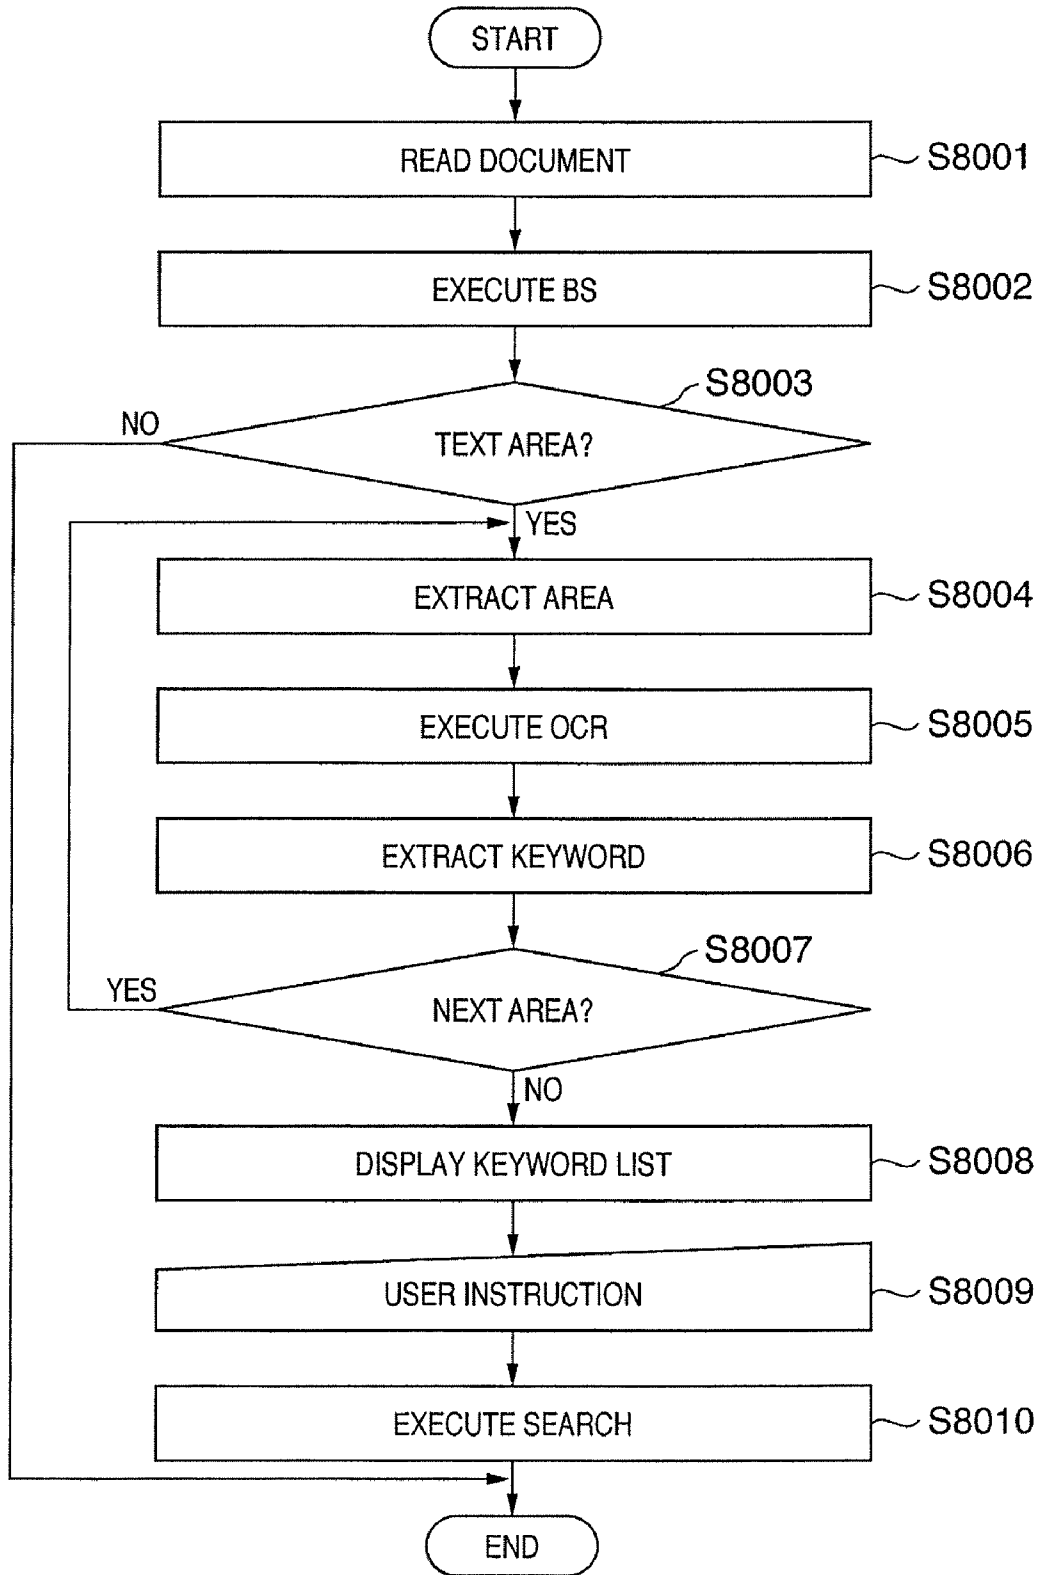 START
READ DOCUMENT
S8001
EXECUTE BS
S8002
S8003
NO
TEXT AREA?
YES
EXTRACT AREA
S8004
EXECUTE OCR
S8005
EXTRACT KEYWORD
S8006
S8007
YES
NEXT AREA?
NO
DISPLAY KEYWORD LIST
S8008
USER INSTRUCTION
S8009
EXECUTE SEARCH
S8010
END